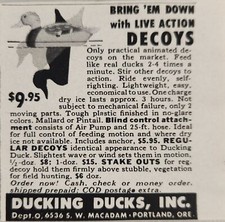 BRING 'EM DOWN
with LIVE ACTION
DECOYS
$9.95
Only practical animated de-
coys on the market. Feed
like real ducks 2-4 times a
minute. Stir other decoys to
action. Ride evenly, self-
righting. Lightweight, easy,
economical to use. One charge
dry ice lasts approx. 3 hours. Not
subject to mechanical failure, only 2
moving parts. Tough plastic finished in no-glare
colors. Mallard or Pintail. Blind control attach-
ment consists of Air Pump and 25-ft. hose. Ideal
for full control of feeding motion and where dry
ice not available. Includes anchor, $5.95. REGU-
LAR DECOYS identical appearance to Ducking
Duck. Slightest wave or wind sets them in motion.
½ doz. $8; 1-doz. $15. STAKE OUTS for reg.
decoy hold them firmly above stubble, vegetation
for field hunting. $6 doz.
Order now! Cash, check or money order.
shipped prepaid; COD postage extra.
DUCKING DUCKS, INC.
Dept. O, 6536 S. W. MACADAM - PORTLAND, ORE